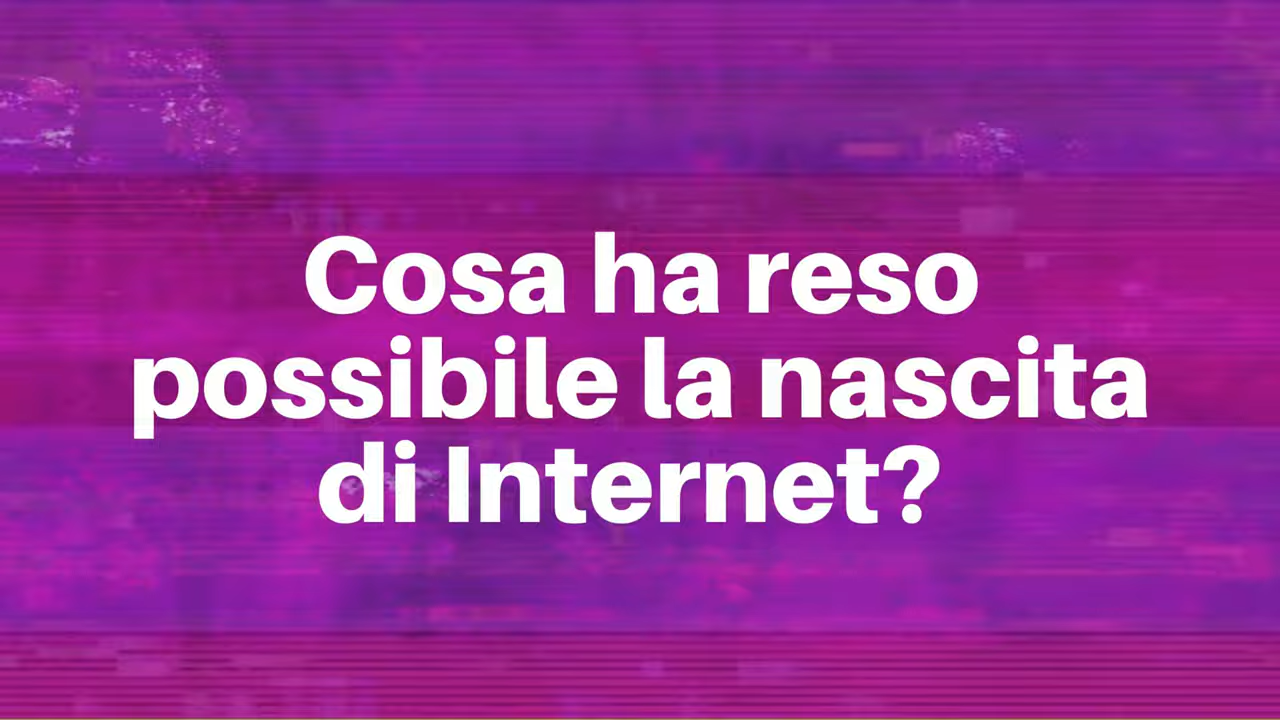 Cosa ha reso
possibile la nascita
di Internet?